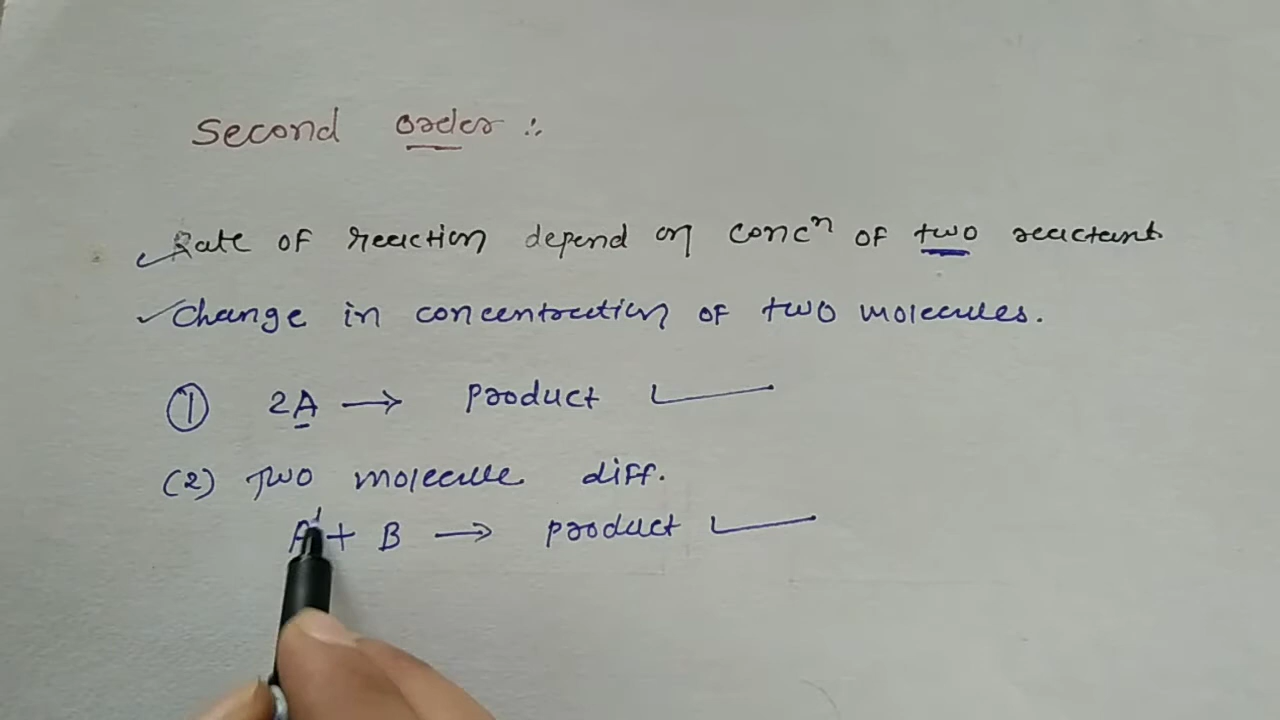 Second order :
Rate of reaction depend on concⁿ of two reactant
Change in concentration of two molecules.
① 2A → Product
(2) Two molecule diff.
A¹ + B → Product